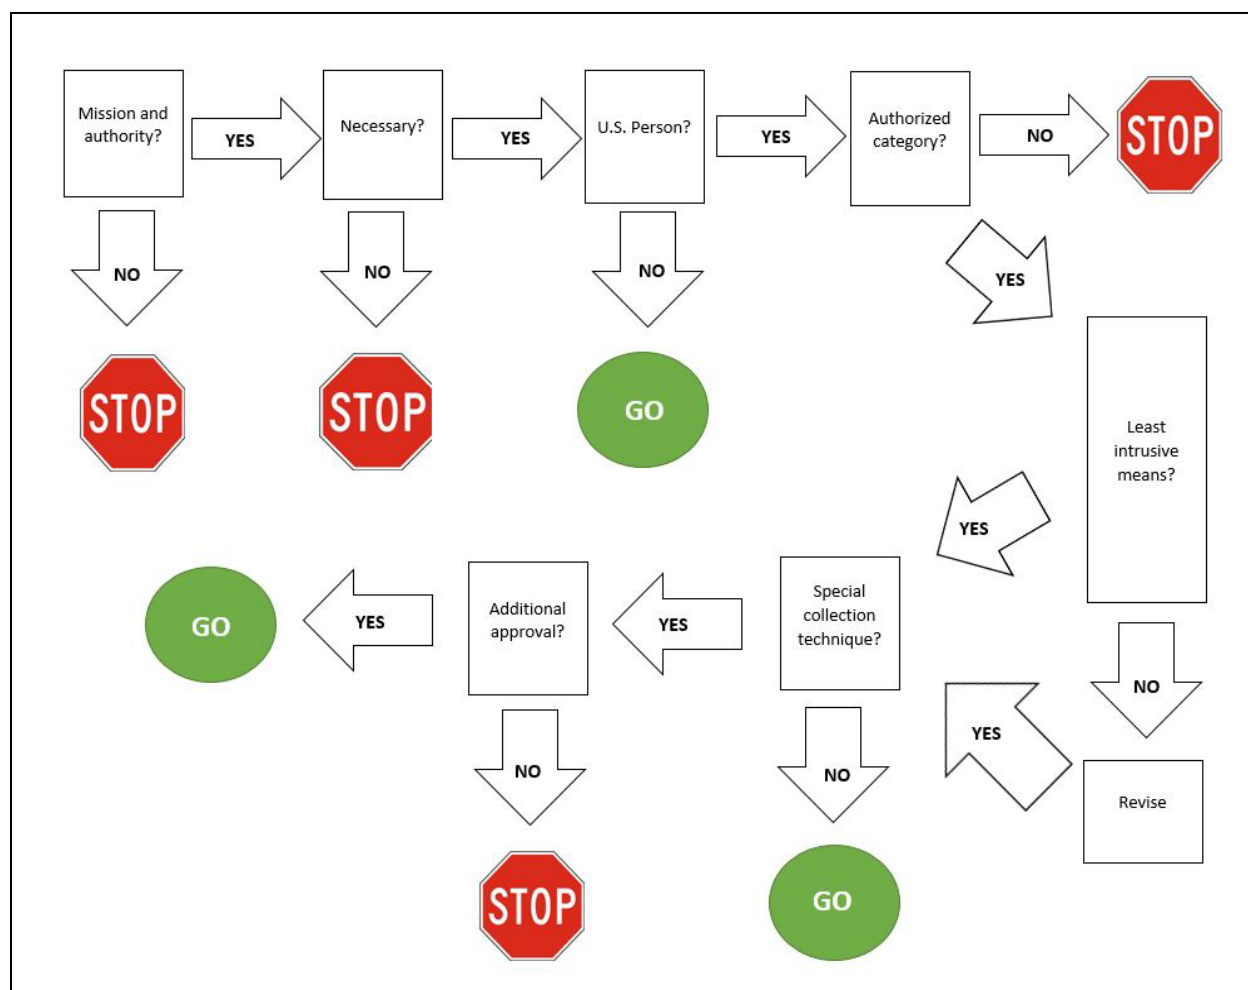 Mission and
authority?
YES
Necessary?
YES
U.S. Person?
YES
Authorized
category?
NO
STOP
NO
NO
NO
YES
STOP
STOP
GO
Least
intrusive
means?
YES
GO
YES
Additional
approval?
YES
Special
collection
technique?
NO
YES
NO
NO
Revise
STOP
GO